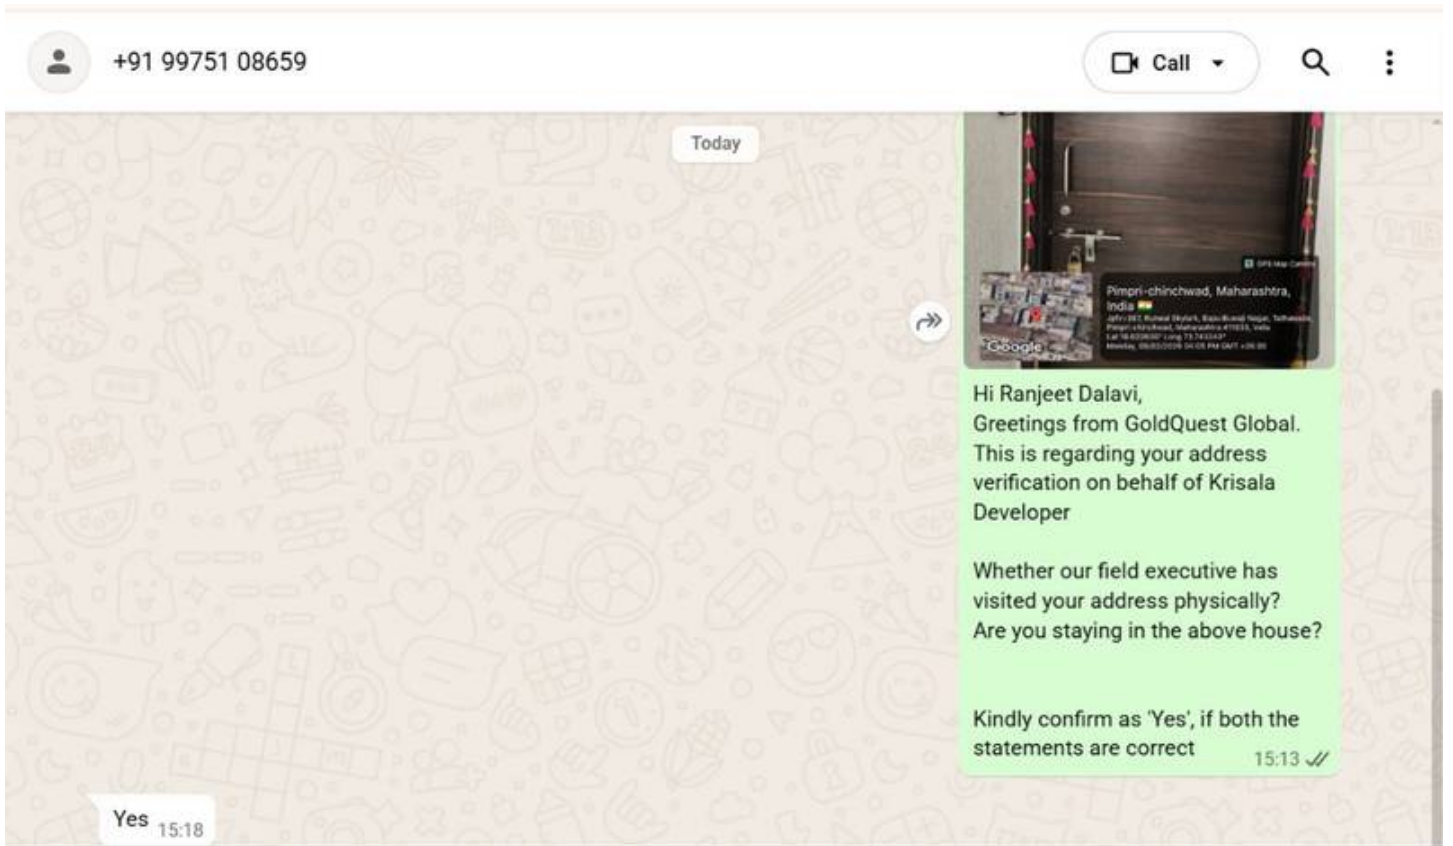 +91 99751 08659
Call
Today
GPS Map Camera
Pimpri-chinchwad, Maharashtra,
India
Google
Hi Ranjeet Dalavi,
Greetings from GoldQuest Global.
This is regarding your address
verification on behalf of Krisala
Developer
Whether our field executive has
visited your address physically?
Are you staying in the above house?
Kindly confirm as 'Yes', if both the
statements are correct
15:13
Yes
15:18